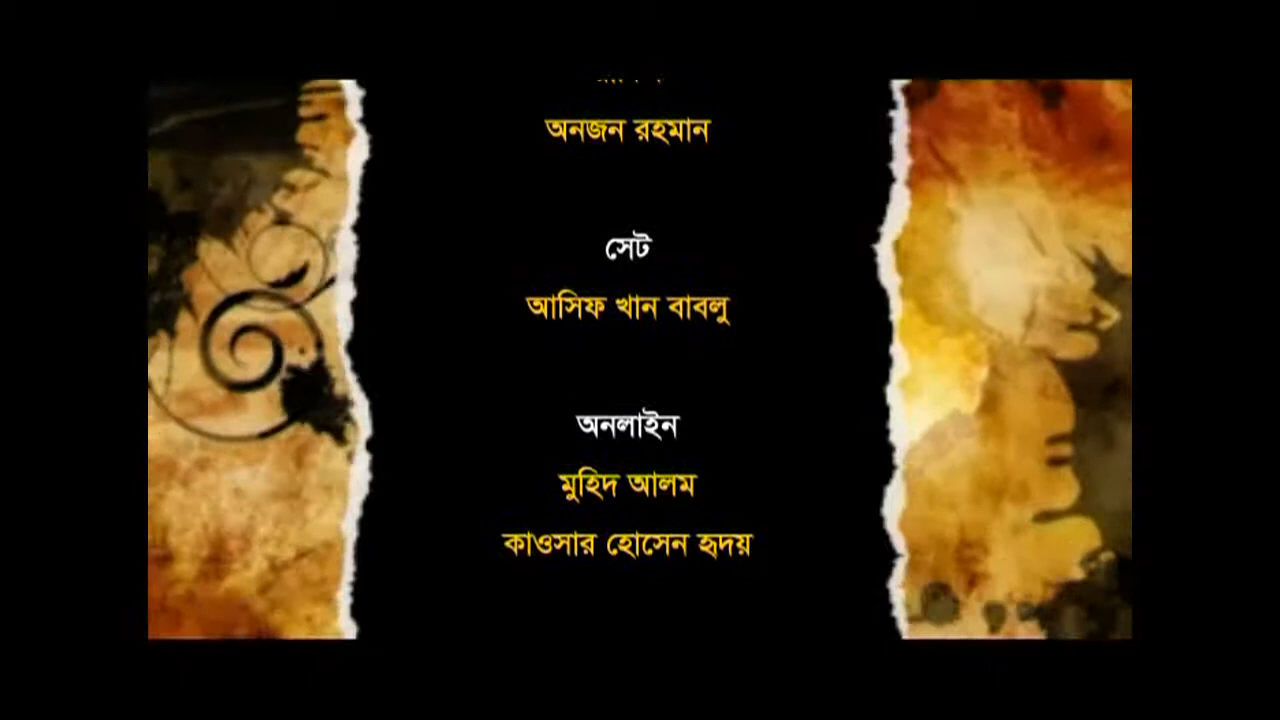 অনজন রহমান
সেট
আসিফ খান বাবলু
অনলাইন
মুহিদ আলম
কাওসার হোসেন হৃদয়